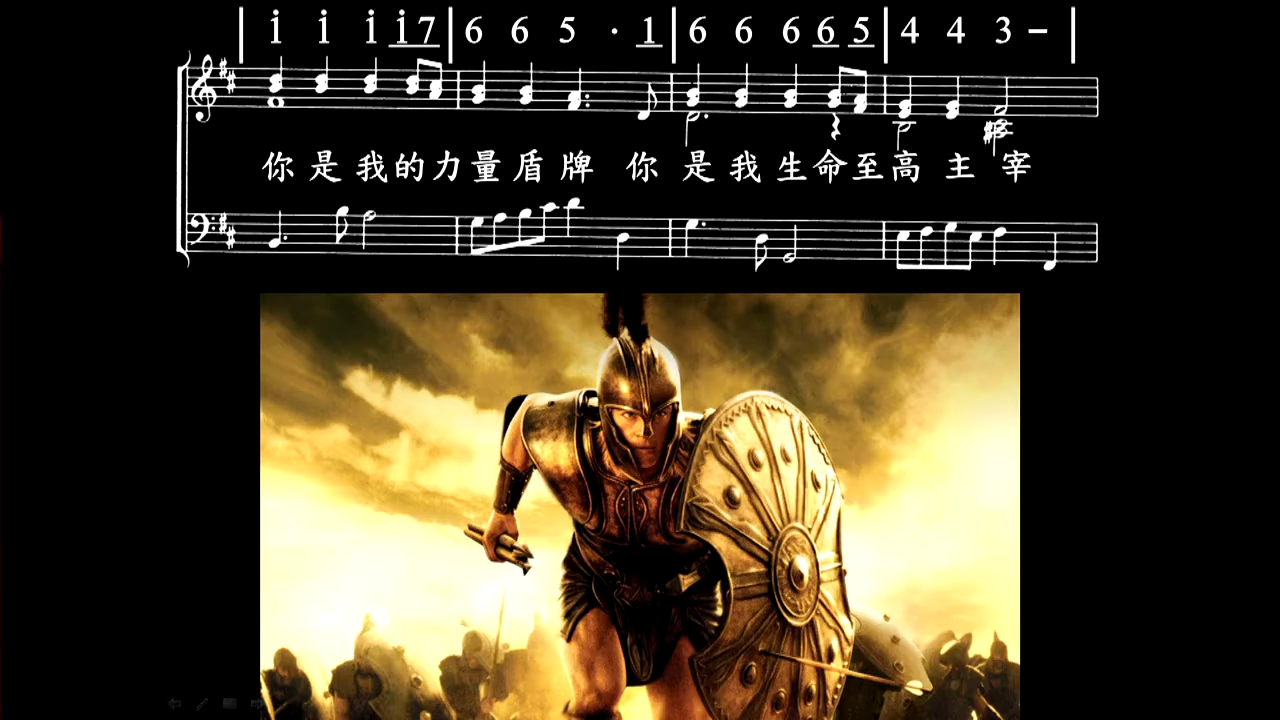 | i i i i 7 | 6 6 5 · 1 | 6 6 6 6 5 | 4 4 3 – |
你是我的力量盾牌 你是我生命至高主宰